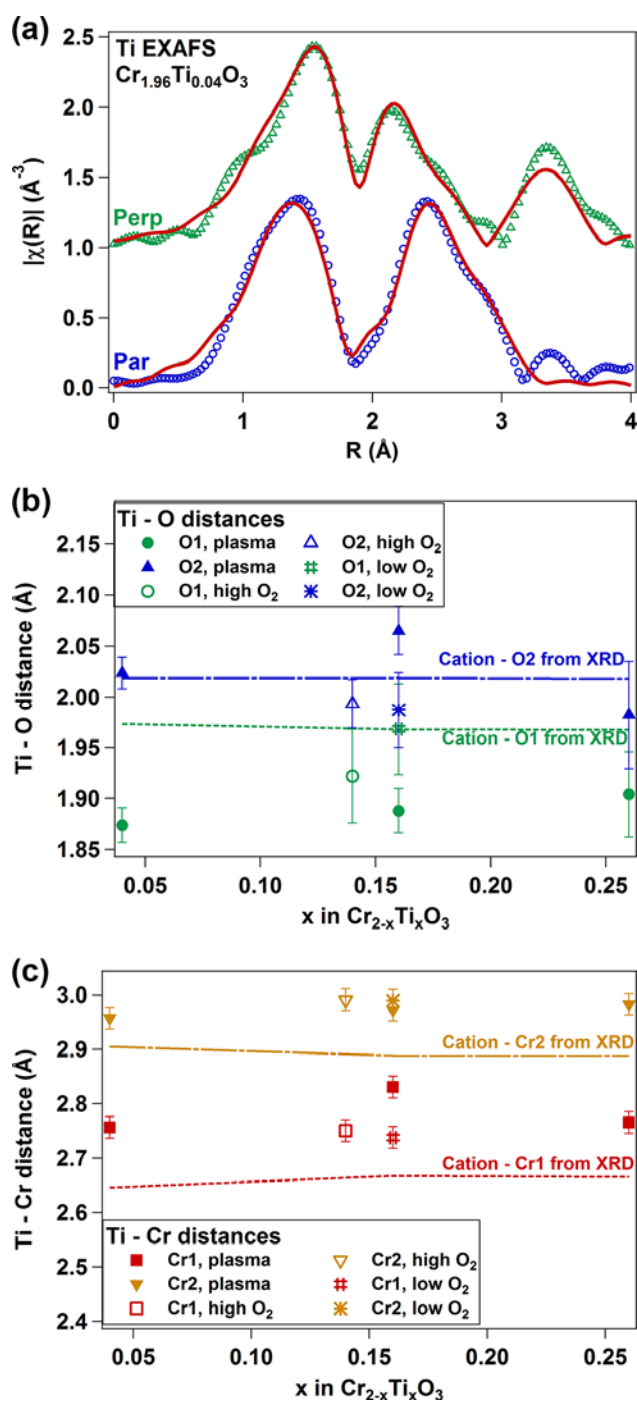 (a)
Ti EXAFS
Cr1.96Ti0.04O3
Perp
Par
|χ(R)| (Å⁻³)
2.5
2.0
1.5
1.0
0.5
0.0
0 1 2 3 4
R (Å)
(b)
Ti - O distances
O1, plasma O2, high O2
O2, plasma O1, low O2
O1, high O2 O2, low O2
Cation - O2 from XRD
Cation - O1 from XRD
Ti - O distance (Å)
2.15
2.10
2.05
2.00
1.95
1.90
1.85
0.05 0.10 0.15 0.20 0.25
x in Cr2-xTixO3
(c)
Cation - Cr2 from XRD
Cation - Cr1 from XRD
Ti - Cr distance (Å)
3.0
2.9
2.8
2.7
2.6
2.5
2.4
Ti - Cr distances
Cr1, plasma Cr2, high O2
Cr2, plasma Cr1, low O2
Cr1, high O2 Cr2, low O2
0.05 0.10 0.15 0.20 0.25
x in Cr2-xTixO3